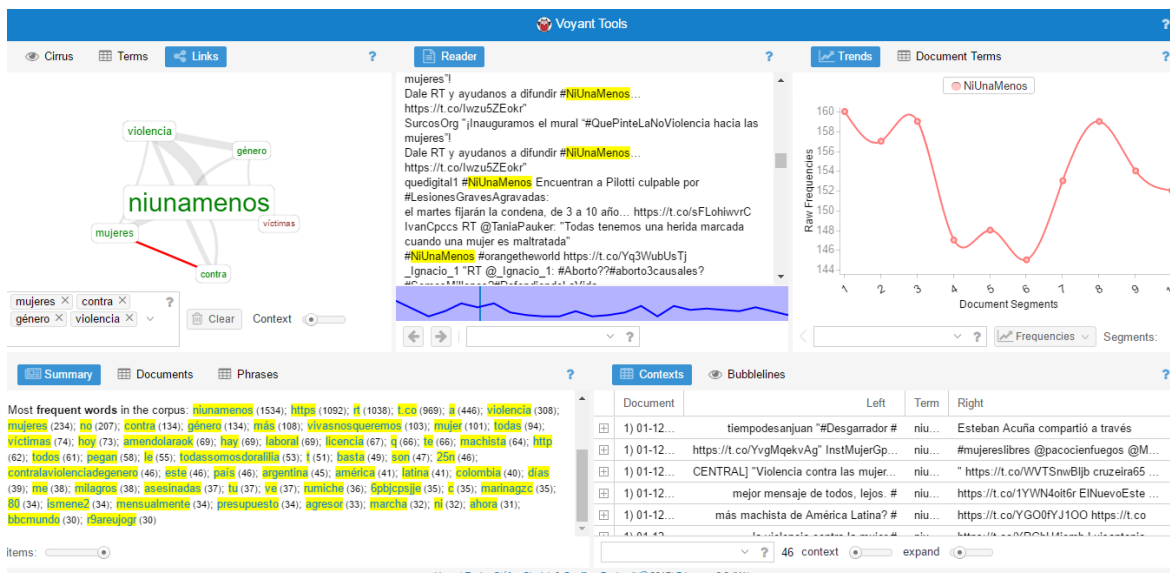 Voyant Tools
?
Cirrus Terms Links ?
violencia
género
niunamenos
víctimas
mujeres
contra
mujeres × contra × ?
género × violencia ×
Clear Context
Reader ?
mujeres"!
Dale RT y ayudanos a difundir #NiUnaMenos…
https://t.co/Iwzu5ZEokr"
SurcosOrg "¡Inauguramos el mural “#QuePinteLaNoViolencia hacia las
mujeres"!
Dale RT y ayudanos a difundir #NiUnaMenos…
https://t.co/Iwzu5ZEokr"
quedigital1 #NiUnaMenos Encuentran a Pilotti culpable por
#LesionesGravesAgravadas:
el martes fijarán la condena, de 3 a 10 año… https://t.co/sFLohiwvrC
IvanCpccs RT @TaniaPauker: "Todas tenemos una herida marcada
cuando una mujer es maltratada"
#NiUnaMenos #orangetheworld https://t.co/Yq3WubUsTj
_Ignacio_1 "RT @_Ignacio_1: #Aborto??#aborto3causales?
?
Trends Document Terms ?
NiUnaMenos
Raw Frequencies
160
158
156
154
152
150
148
146
144
1 2 3 4 5 6 7 8 9
Document Segments
? Frequencies Segments:
Summary Documents Phrases ?
Most frequent words in the corpus: niunamenos (1534); https (1092); rt (1038); t.co (969); a (446); violencia (308);
mujeres (234); no (207); contra (134); género (134); más (108); vivasnosqueremos (103); mujer (101); todas (94);
víctimas (74); hoy (73); amendolaraok (69); hay (69); laboral (69); licencia (67); q (66); te (66); machista (64); http
(62); todos (61); pegan (58); le (55); todassomosdoralilia (53); t (51); basta (49); son (47); 25n (46);
contralaviolenciadegenero (46); este (46); país (46); argentina (45); américa (41); latina (41); colombia (40); días
(39); me (38); milagros (38); asesinadas (37); tu (37); ve (37); rumiche (36); 6pbjcpsjje (35); c (35); marinagzc (35);
80 (34); ismene2 (34); mensualmente (34); presupuesto (34); agresor (33); marcha (32); ni (32); ahora (31);
bbcmundo (30); r9areujogr (30)
items:
Contexts Bubblelines ?
Document Left Term Right
1) 01-12... tiempodesanjuan "#Desgarrador # niu... Esteban Acuña compartió a través
1) 01-12... https://t.co/YvgMqekvAg" InstMujerGp... niu... #mujereslibres @pacocienfuegos @M...
1) 01-12... CENTRAL] "Violencia contra las mujer... niu... " https://t.co/WVTSnwBIjb cruzeira65
1) 01-12... mejor mensaje de todos, lejos. # niu... https://t.co/1YWN4oit6r ElNuevoEste
1) 01-12... más machista de América Latina? # niu... https://t.co/YGO0fYJ1OO https://t.co
? 46 context expand